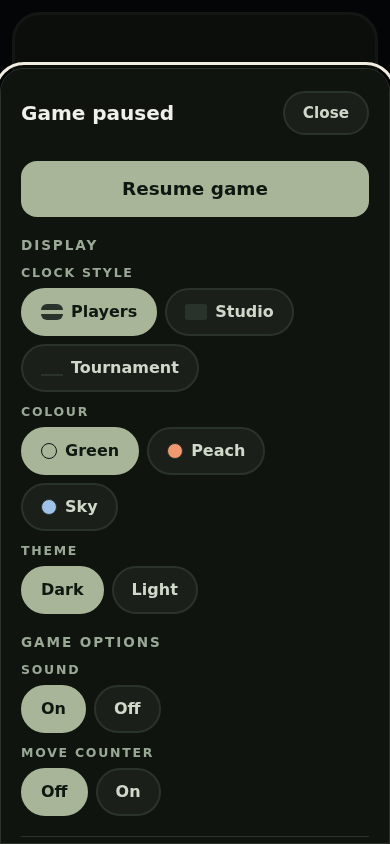 Game paused
Close
Resume game
DISPLAY
CLOCK STYLE
Players
Studio
Tournament
COLOUR
Green
Peach
Sky
THEME
Dark
Light
GAME OPTIONS
SOUND
On
Off
MOVE COUNTER
Off
On